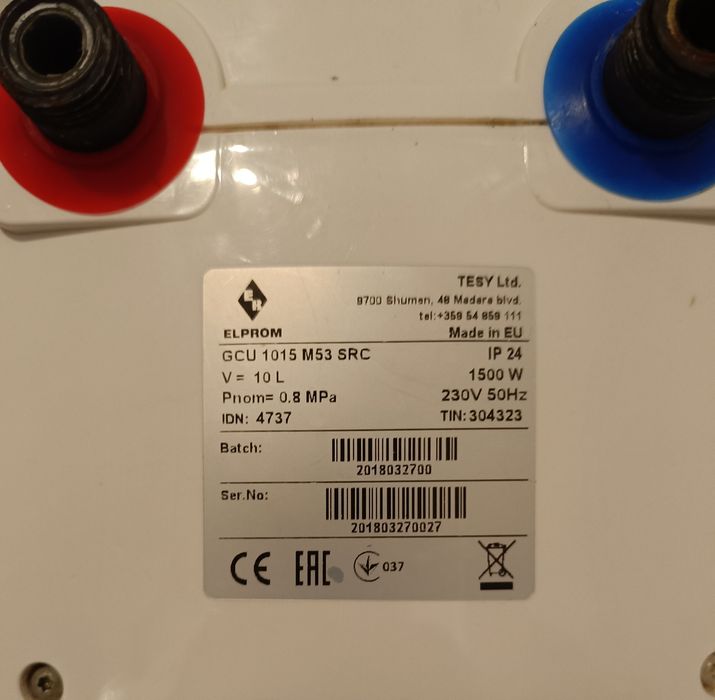 TESY Ltd.
9700 Shumen, 48 Madara blvd.
tel:+359 54 859 111
ER
ELPROM
Made in EU
GCU 1015 M53 SRC IP 24
V = 10 L 1500 W
Pnom= 0.8 MPa 230V 50Hz
IDN: 4737 TIN: 304323
Batch:
2018032700
Ser.No:
201803270027
CE EAC 037